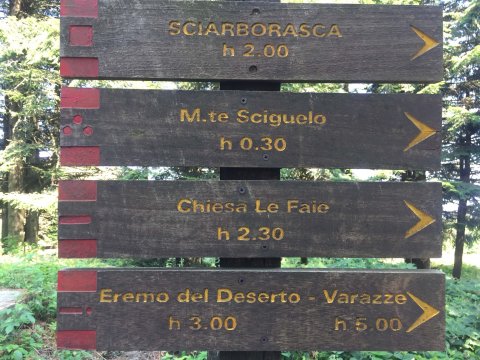 SCIARBORASCA
h 2.00
M.te Sciguelo
h 0.30
Chiesa Le Faie
h 2.30
Eremo del Deserto - Varazze
h 3.00 h 5.00